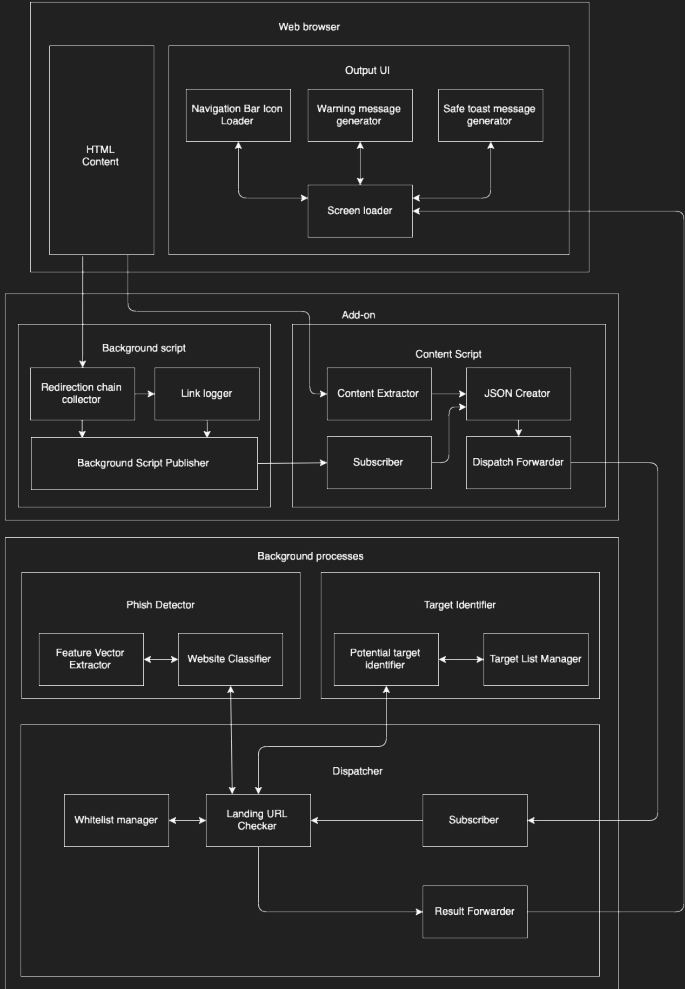 Web browser
HTML
Content
Output UI
Navigation Bar Icon
Loader
Warning message
generator
Safe toast message
generator
Screen loader
Add-on
Background script
Redirection chain
collector
Link logger
Background Script Publisher
Content Script
Content Extractor
JSON Creator
Subscriber
Dispatch Forwarder
Background processes
Phish Detector
Feature Vector
Extractor
Website Classifier
Target Identifier
Potential target
identifier
Target List Manager
Dispatcher
Whitelist manager
Landing URL
Checker
Subscriber
Result Forwarder